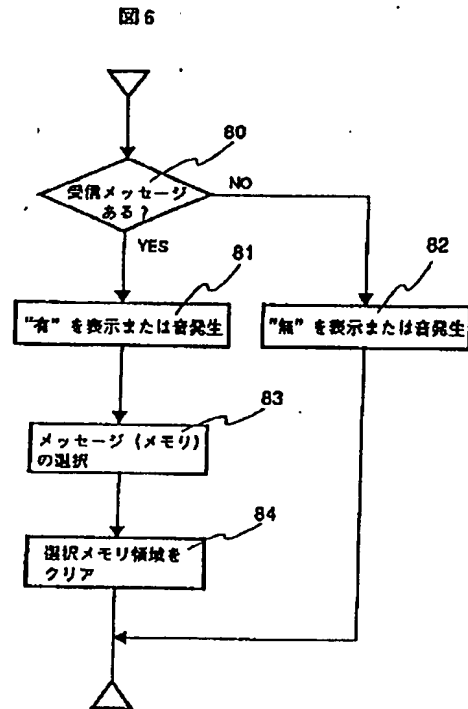 図6
80
受信メッセージ
ある?
NO
YES
81
"有"を表示または音発生
82
"無"を表示または音発生
83
メッセージ(メモリ)
の選択
84
選択メモリ領域を
クリア